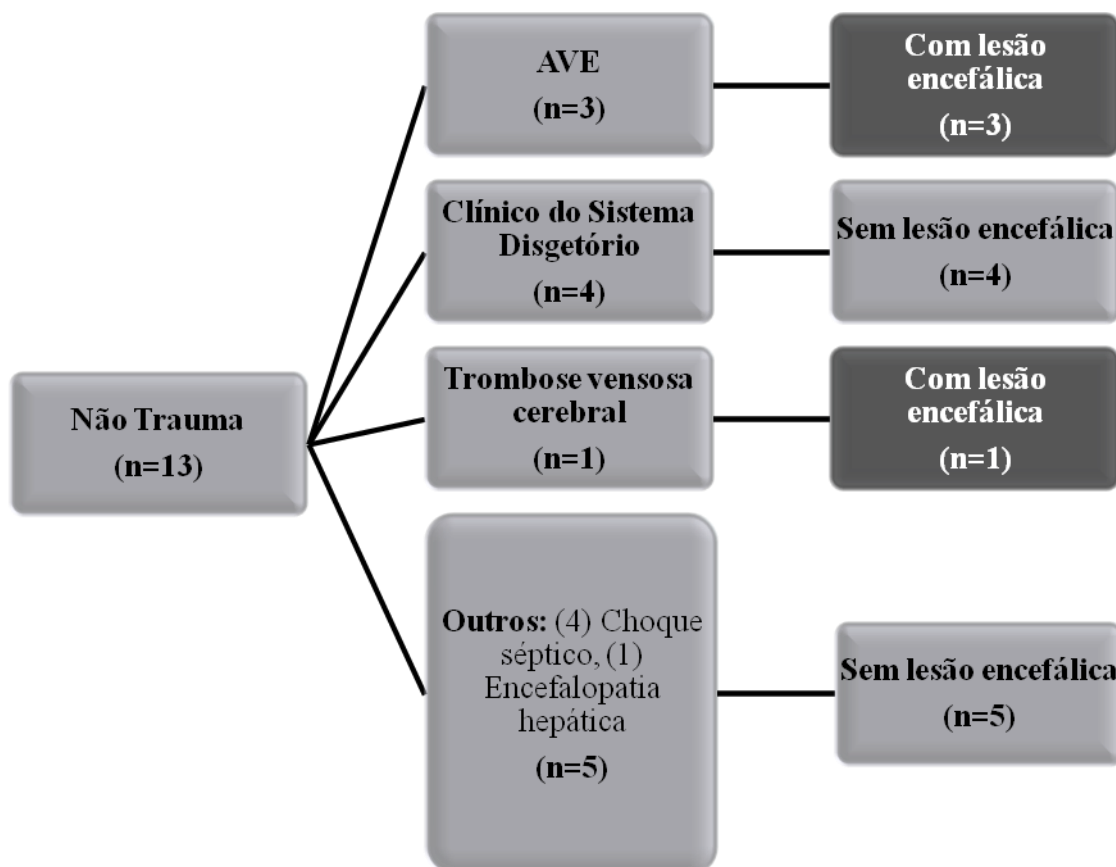 AVE
(n=3)
Com lesão
encefálica
(n=3)
Clínico do Sistema
Disgetório
(n=4)
Sem lesão encefálica
(n=4)
Não Trauma
(n=13)
Trombose vensosa
cerebral
(n=1)
Com lesão
encefálica
(n=1)
Outros: (4) Choque
séptico, (1)
Encefalopatia
hepática
(n=5)
Sem lesão encefálica
(n=5)